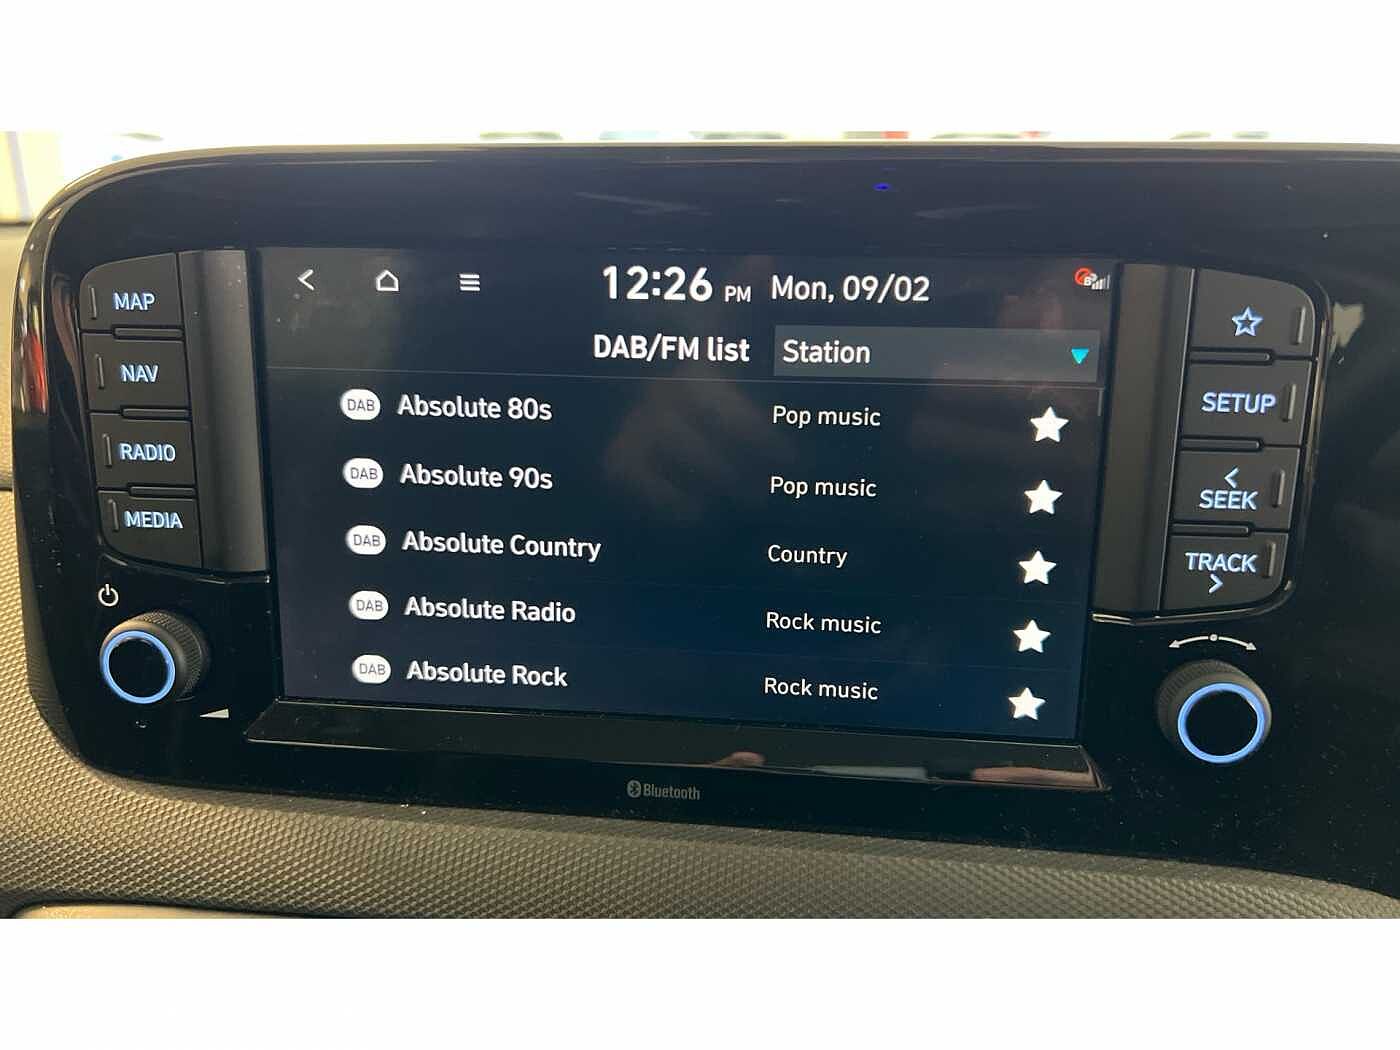 12:26 PM Mon, 09/02
DAB/FM list Station
DAB Absolute 80s Pop music
DAB Absolute 90s Pop music
DAB Absolute Country Country
DAB Absolute Radio Rock music
DAB Absolute Rock Rock music
MAP
NAV
RADIO
MEDIA
SETUP
< SEEK
TRACK >
Bluetooth